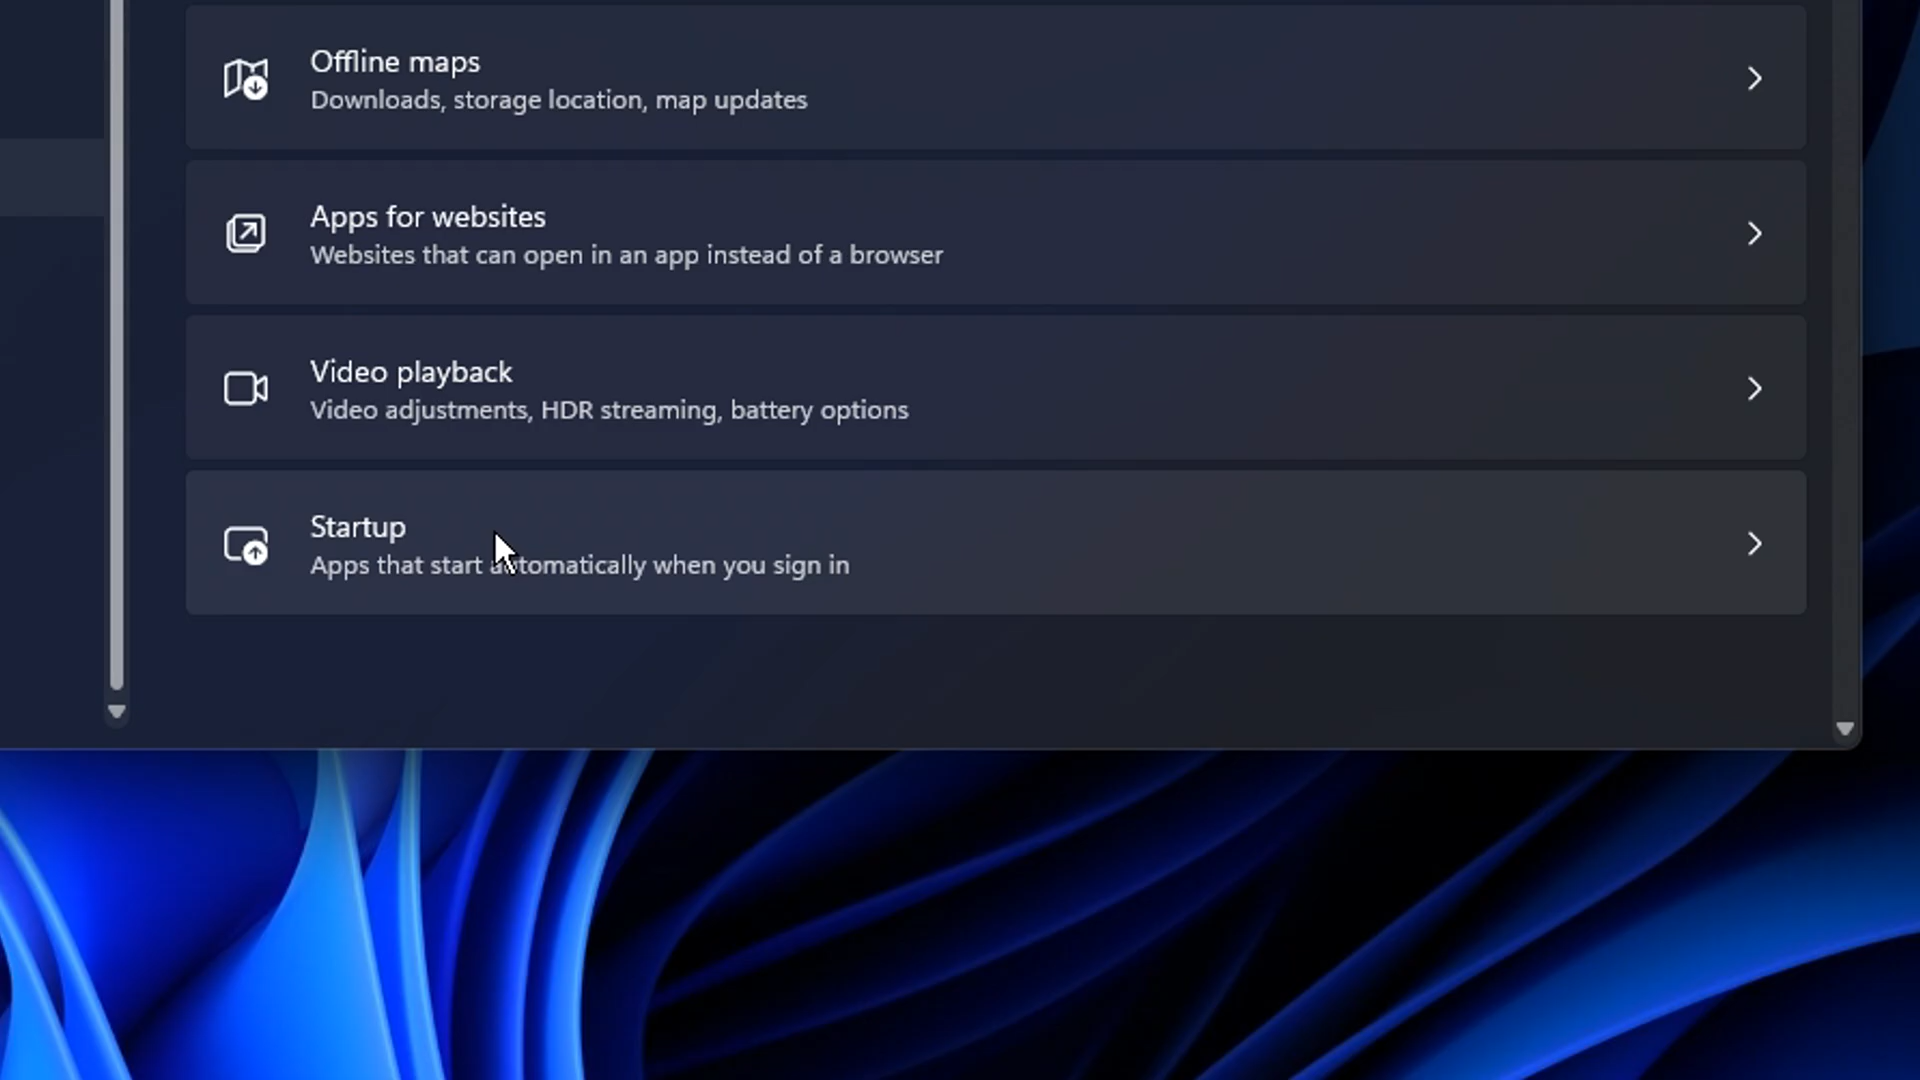 Offline maps
Downloads, storage location, map updates
Apps for websites
Websites that can open in an app instead of a browser
Video playback
Video adjustments, HDR streaming, battery options
Startup
Apps that start automatically when you sign in